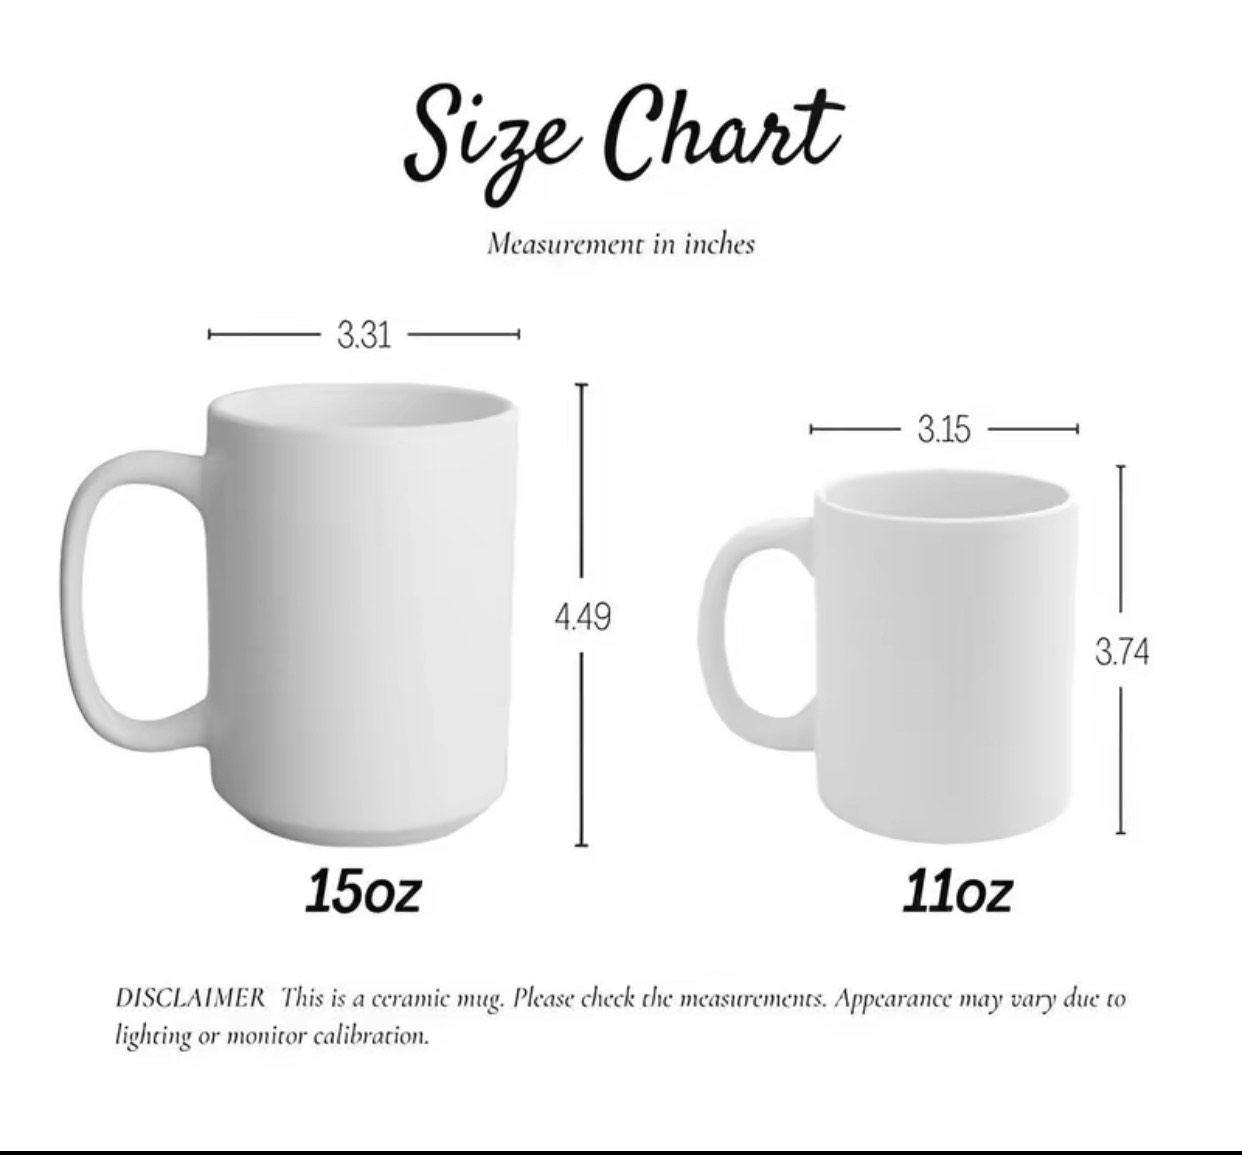 Size Chart
Measurement in inches
3.31
3.15
4.49
3.74
15oz
11oz
DISCLAIMER This is a ceramic mug. Please check the measurements. Appearance may vary due to
lighting or monitor calibration.